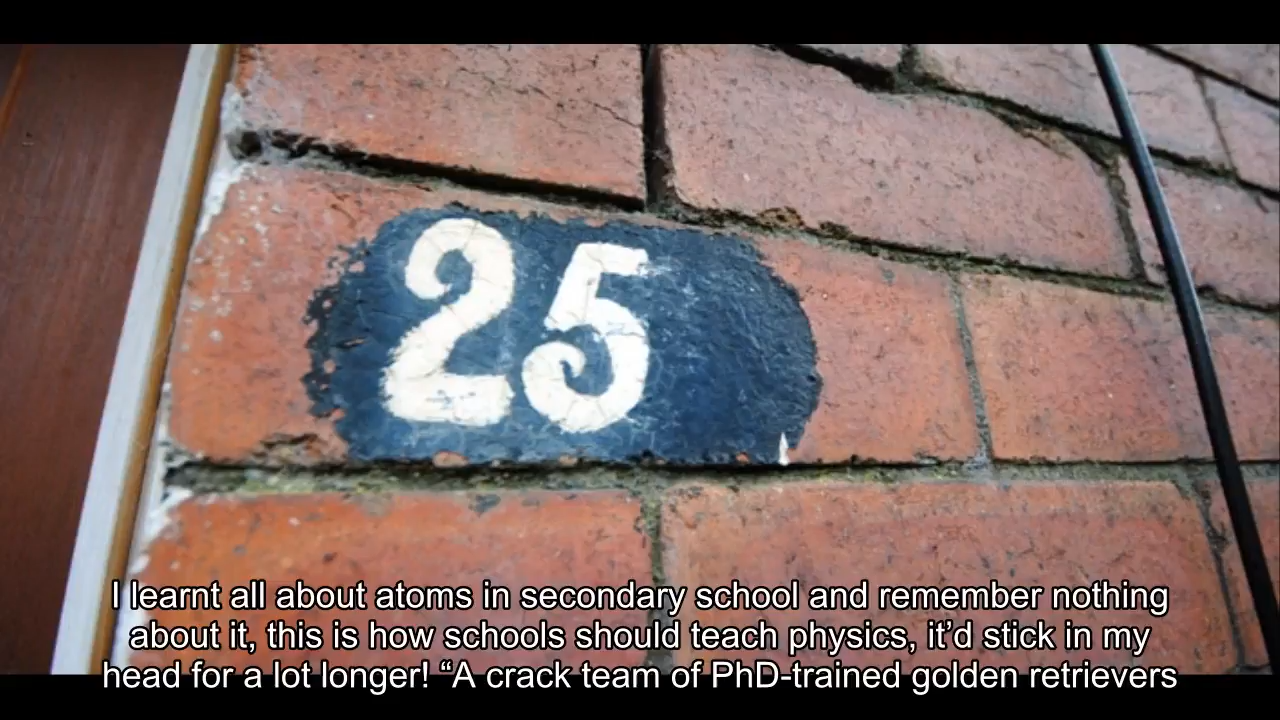 25
I learnt all about atoms in secondary school and remember nothing
about it, this is how schools should teach physics, it’d stick in my
head for a lot longer! “A crack team of PhD-trained golden retrievers